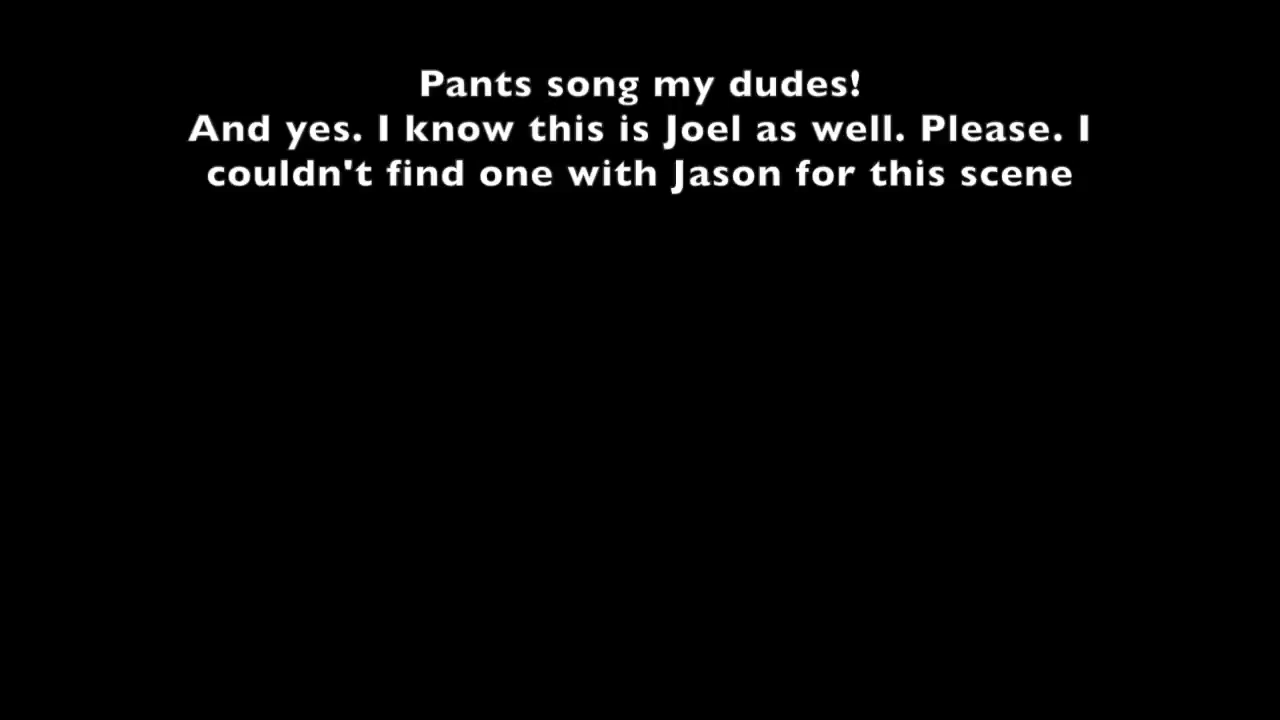 Pants song my dudes!
And yes. I know this is Joel as well. Please. I
couldn't find one with Jason for this scene